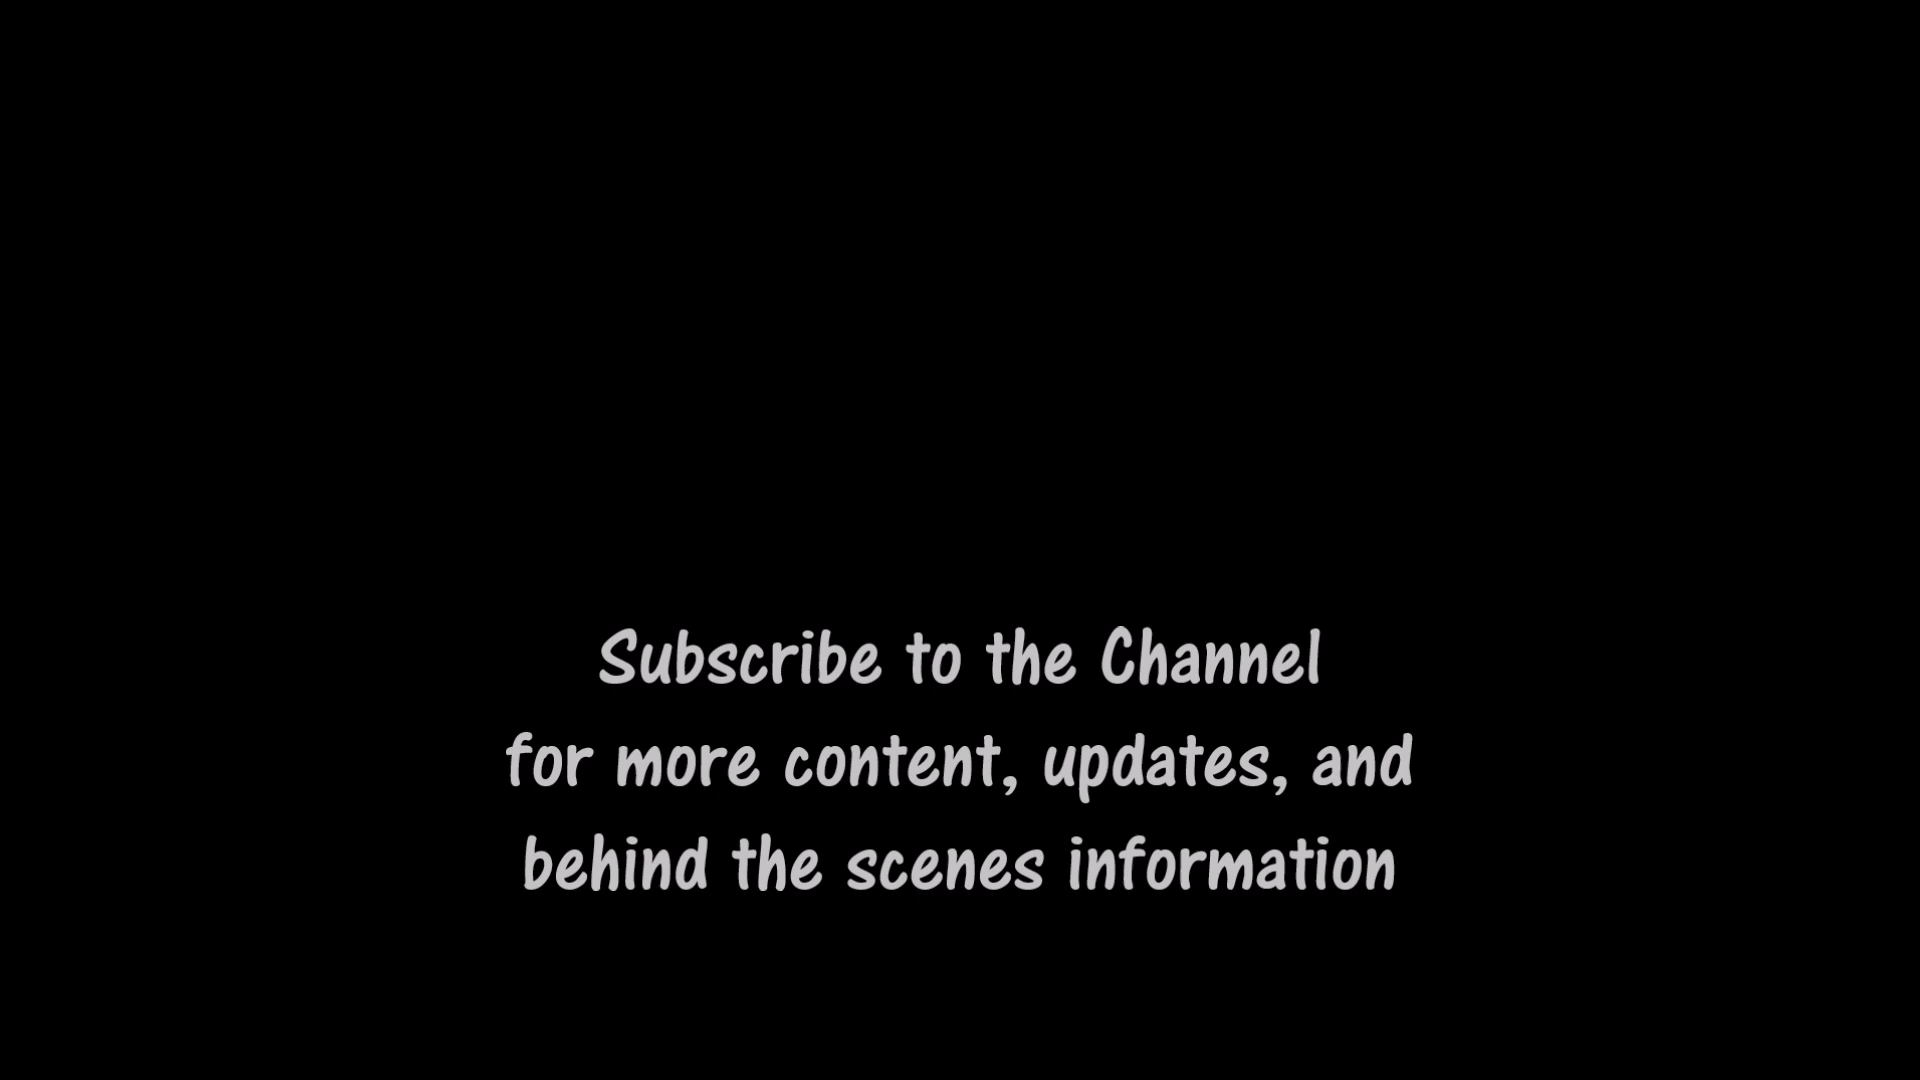 Subscribe to the Channel
for more content, updates, and
behind the scenes information